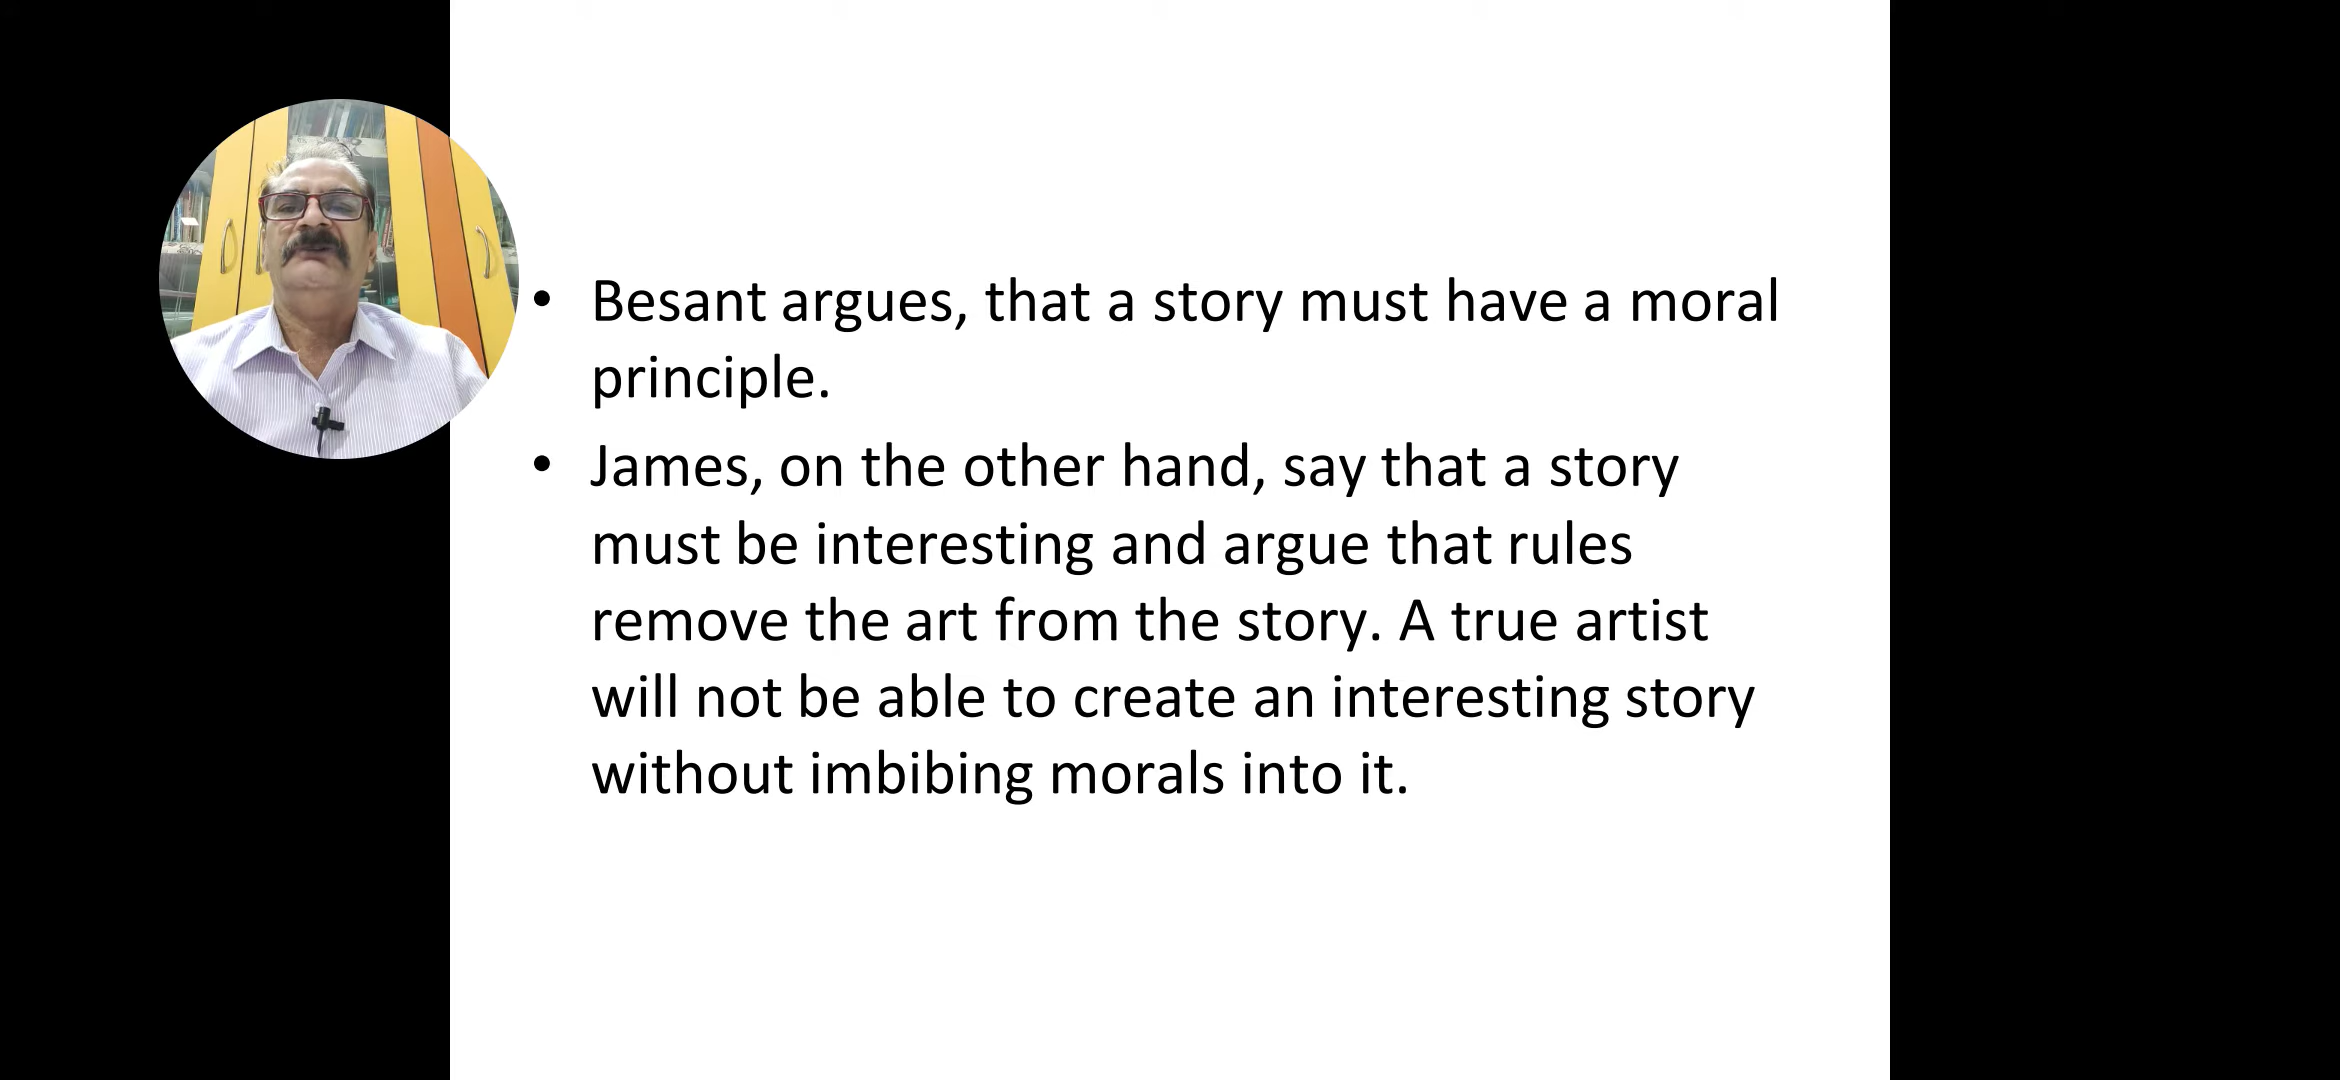 • Besant argues, that a story must have a moral
principle.
• James, on the other hand, say that a story
must be interesting and argue that rules
remove the art from the story. A true artist
will not be able to create an interesting story
without imbibing morals into it.